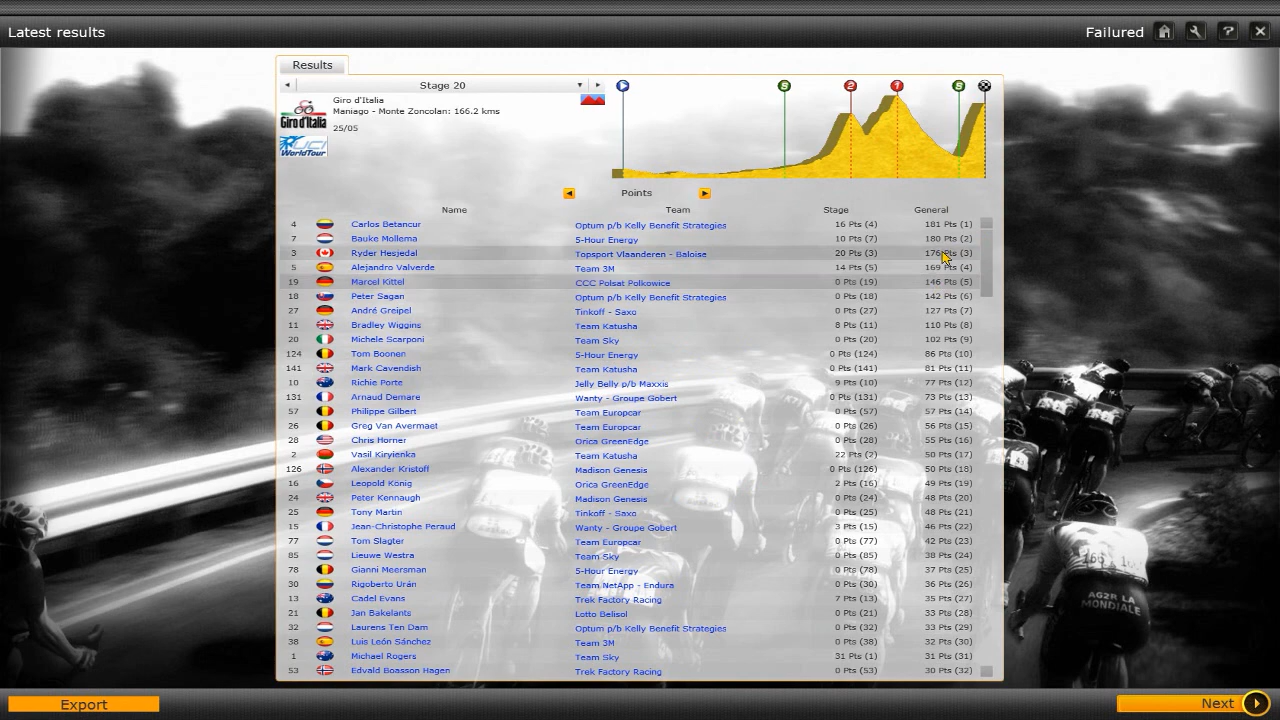 Latest results
Failured
Results
Stage 20
Giro d'Italia
Maniago - Monte Zoncolan: 166.2 kms
25/05
Giro d'Italia
UCI
WorldTour
S 2 1 S
Points
Name Team Stage General
4 Carlos Betancur Optum p/b Kelly Benefit Strategies 16 Pts (4) 181 Pts (1)
7 Bauke Mollema 5-Hour Energy 10 Pts (7) 180 Pts (2)
3 Ryder Hesjedal Topsport Vlaanderen - Baloise 20 Pts (3) 176 Pts (3)
5 Alejandro Valverde Team 3M 14 Pts (5) 169 Pts (4)
19 Marcel Kittel CCC Polsat Polkowice 0 Pts (19) 146 Pts (5)
18 Peter Sagan Optum p/b Kelly Benefit Strategies 0 Pts (18) 142 Pts (6)
27 André Greipel Tinkoff - Saxo 0 Pts (27) 127 Pts (7)
11 Bradley Wiggins Team Katusha 8 Pts (11) 110 Pts (8)
20 Michele Scarponi Team Sky 0 Pts (20) 102 Pts (9)
124 Tom Boonen 5-Hour Energy 0 Pts (124) 86 Pts (10)
141 Mark Cavendish Team Katusha 0 Pts (141) 81 Pts (11)
10 Richie Porte Jelly Belly p/b Maxxis 9 Pts (10) 77 Pts (12)
131 Arnaud Demare Wanty - Groupe Gobert 0 Pts (131) 73 Pts (13)
57 Philippe Gilbert Team Europcar 0 Pts (57) 57 Pts (14)
26 Greg Van Avermaet Team Europcar 0 Pts (26) 56 Pts (15)
28 Chris Horner Orica GreenEdge 0 Pts (28) 55 Pts (16)
2 Vasil Kiryienka Team Katusha 22 Pts (2) 50 Pts (17)
126 Alexander Kristoff Madison Genesis 0 Pts (126) 50 Pts (18)
16 Leopold König Orica GreenEdge 2 Pts (16) 49 Pts (19)
24 Peter Kennaugh Madison Genesis 0 Pts (24) 48 Pts (20)
25 Tony Martin Tinkoff - Saxo 0 Pts (25) 48 Pts (21)
15 Jean-Christophe Peraud Wanty - Groupe Gobert 3 Pts (15) 46 Pts (22)
77 Tom Slagter Team Europcar 0 Pts (77) 42 Pts (23)
85 Lieuwe Westra Team Sky 0 Pts (85) 38 Pts (24)
78 Gianni Meersman 5-Hour Energy 0 Pts (78) 37 Pts (25)
30 Rigoberto Urán Team NetApp - Endura 0 Pts (30) 36 Pts (26)
13 Cadel Evans Trek Factory Racing 7 Pts (13) 35 Pts (27)
21 Jan Bakelants Lotto Belisol 0 Pts (21) 33 Pts (28)
32 Laurens Ten Dam Optum p/b Kelly Benefit Strategies 0 Pts (32) 33 Pts (29)
38 Luis León Sánchez Team 3M 0 Pts (38) 32 Pts (30)
1 Michael Rogers Team Sky 31 Pts (1) 31 Pts (31)
53 Edvald Boasson Hagen Trek Factory Racing 0 Pts (53) 30 Pts (32)
166 166
AG2R LA
MONDIALE
Export
Next